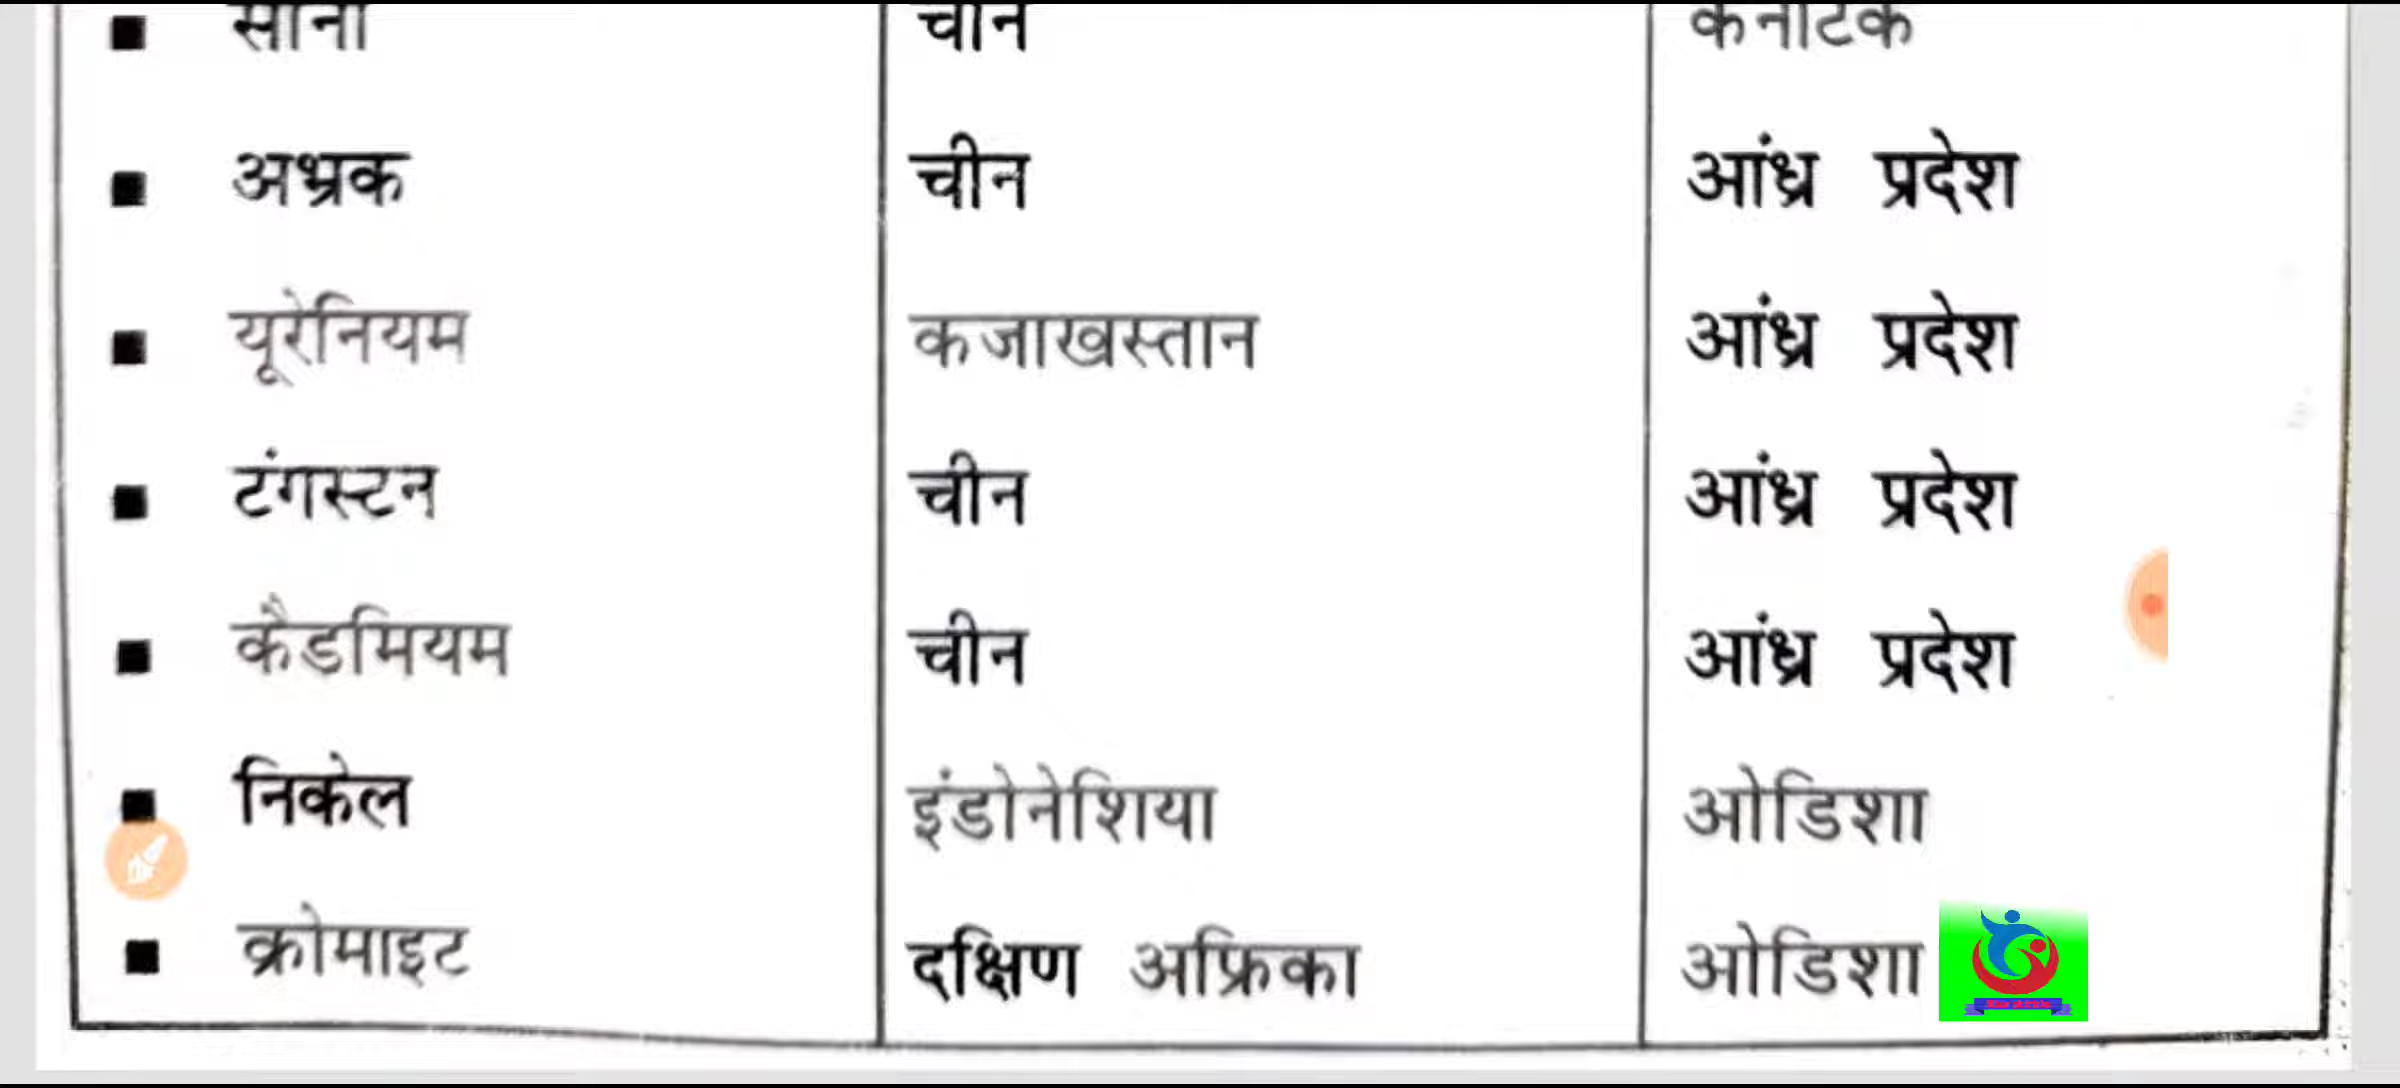 सोना चीन कर्नाटक
अभ्रक चीन आंध्र प्रदेश
यूरेनियम कजाखस्तान आंध्र प्रदेश
टंगस्टन चीन आंध्र प्रदेश
कैडमियम चीन आंध्र प्रदेश
निकेल इंडोनेशिया ओडिशा
क्रोमाइट दक्षिण अफ्रिका ओडिशा